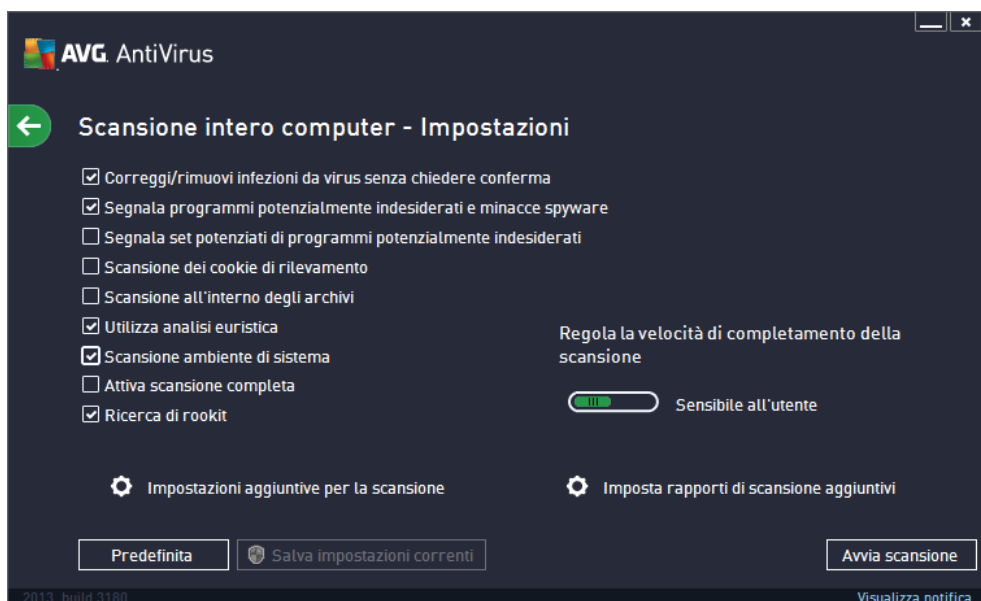 AVG. AntiVirus
Scansione intero computer - Impostazioni
Correggi/rimuovi infezioni da virus senza chiedere conferma
Segnala programmi potenzialmente indesiderati e minacce spyware
Segnala set potenziati di programmi potenzialmente indesiderati
Scansione dei cookie di rilevamento
Scansione all'interno degli archivi
Utilizza analisi euristica
Scansione ambiente di sistema
Attiva scansione completa
Ricerca di rookit
Regola la velocità di completamento della
scansione
Sensibile all'utente
Impostazioni aggiuntive per la scansione
Imposta rapporti di scansione aggiuntivi
Predefinita
Salva impostazioni correnti
Avvia scansione
2013 build 3180
Visualizza notifica